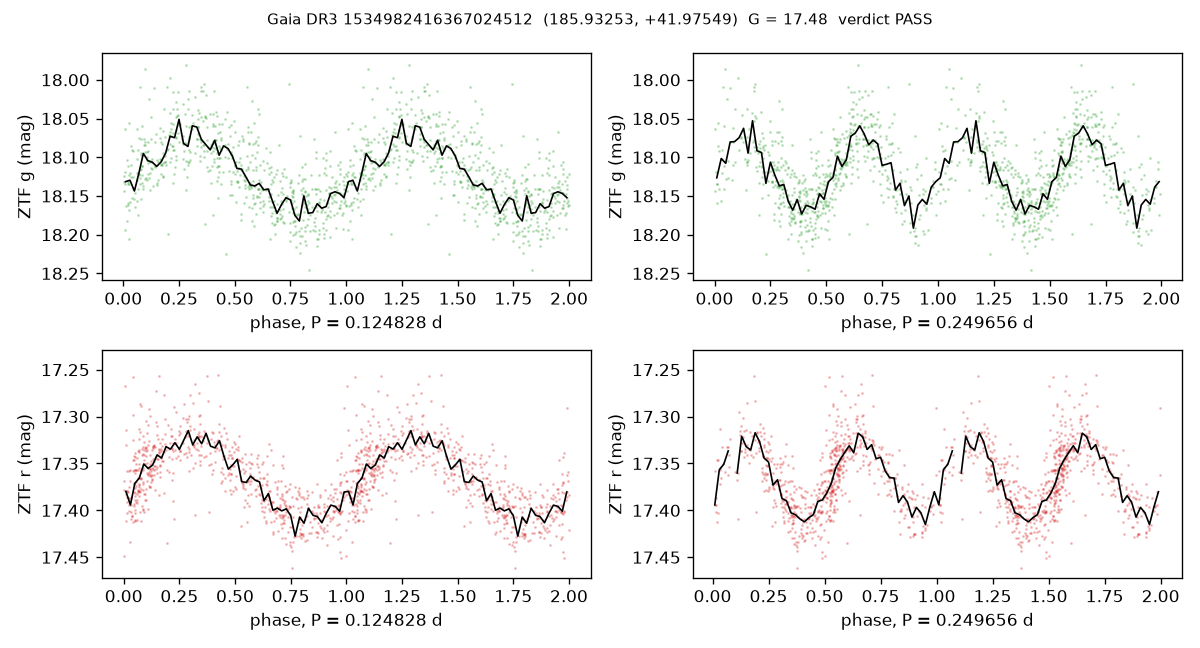 Gaia DR3 1534982416367024512 (185.93253, +41.97549) G = 17.48 verdict PASS
ZTF g (mag)
18.00
18.05
18.10
18.15
18.20
18.25
0.00 0.25 0.50 0.75 1.00 1.25 1.50 1.75 2.00
phase, P = 0.124828 d
ZTF g (mag)
18.00
18.05
18.10
18.15
18.20
18.25
0.00 0.25 0.50 0.75 1.00 1.25 1.50 1.75 2.00
phase, P = 0.249656 d
ZTF r (mag)
17.25
17.30
17.35
17.40
17.45
0.00 0.25 0.50 0.75 1.00 1.25 1.50 1.75 2.00
phase, P = 0.124828 d
ZTF r (mag)
17.25
17.30
17.35
17.40
17.45
0.00 0.25 0.50 0.75 1.00 1.25 1.50 1.75 2.00
phase, P = 0.249656 d